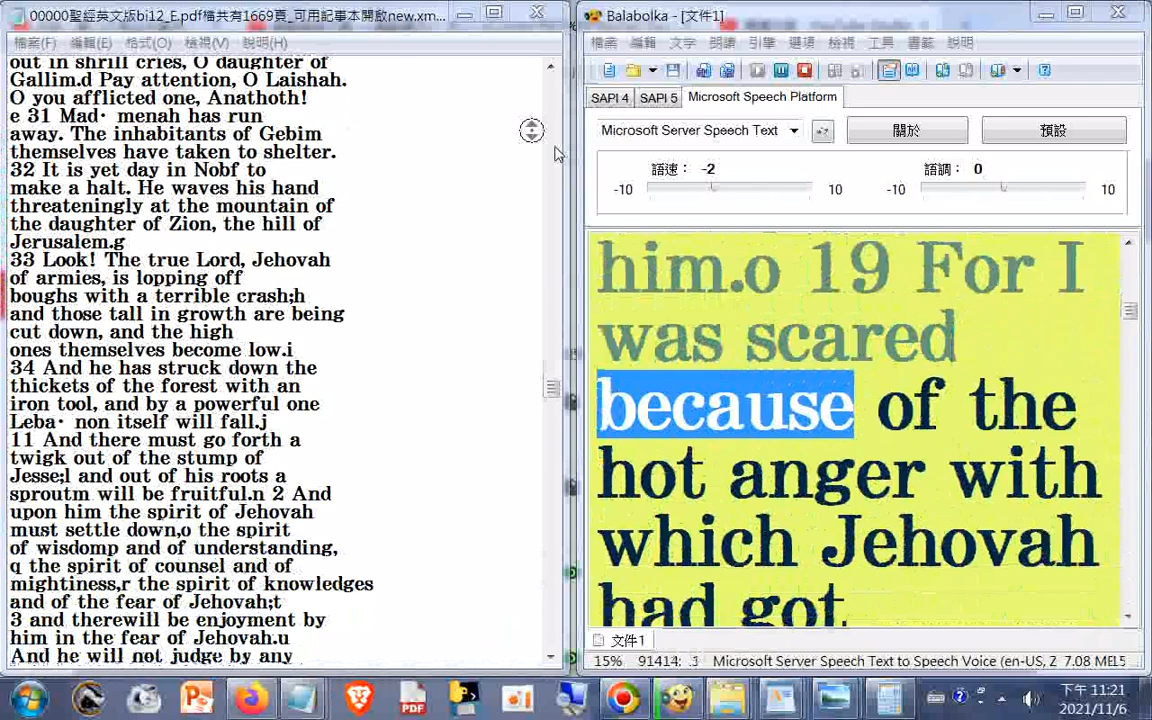 00000聖經英文版bi12_E.pdf檔共有1669頁_可用記事本開啟new.xm...
檔案(F) 編輯(E) 格式(O) 檢視(V) 說明(H)
out in shrill cries, O daughter of
Gallim.d Pay attention, O Laishah.
O you afflicted one, Anathoth!
e 31 Mad· menah has run
away. The inhabitants of Gebim
themselves have taken to shelter.
32 It is yet day in Nobf to
make a halt. He waves his hand
threateningly at the mountain of
the daughter of Zion, the hill of
Jerusalem.g
33 Look! The true Lord, Jehovah
of armies, is lopping off
boughs with a terrible crash;h
and those tall in growth are being
cut down, and the high
ones themselves become low.i
34 And he has struck down the
thickets of the forest with an
iron tool, and by a powerful one
Leba· non itself will fall.j
11 And there must go forth a
twigk out of the stump of
Jesse;l and out of his roots a
sproutm will be fruitful.n 2 And
upon him the spirit of Jehovah
must settle down,o the spirit
of wisdomp and of understanding,
q the spirit of counsel and of
mightiness,r the spirit of knowledges
and of the fear of Jehovah;t
3 and therewill be enjoyment by
him in the fear of Jehovah.u
And he will not judge by any
Balabolka - [文件1]
檔案 編輯 文字 朗讀 引擎 選項 檢視 工具 書籤 說明
SAPI 4 SAPI 5 Microsoft Speech Platform
Microsoft Server Speech Text 關於 預設
語速： -2 語調： 0
-10 10 -10 10
him.o 19 For I
was scared
because of the
hot anger with
which Jehovah
had got
文件1
15% 91414: Microsoft Server Speech Text to Speech Voice (en-US, 7.08 МЕЦ
下午 11:21
2021/11/6